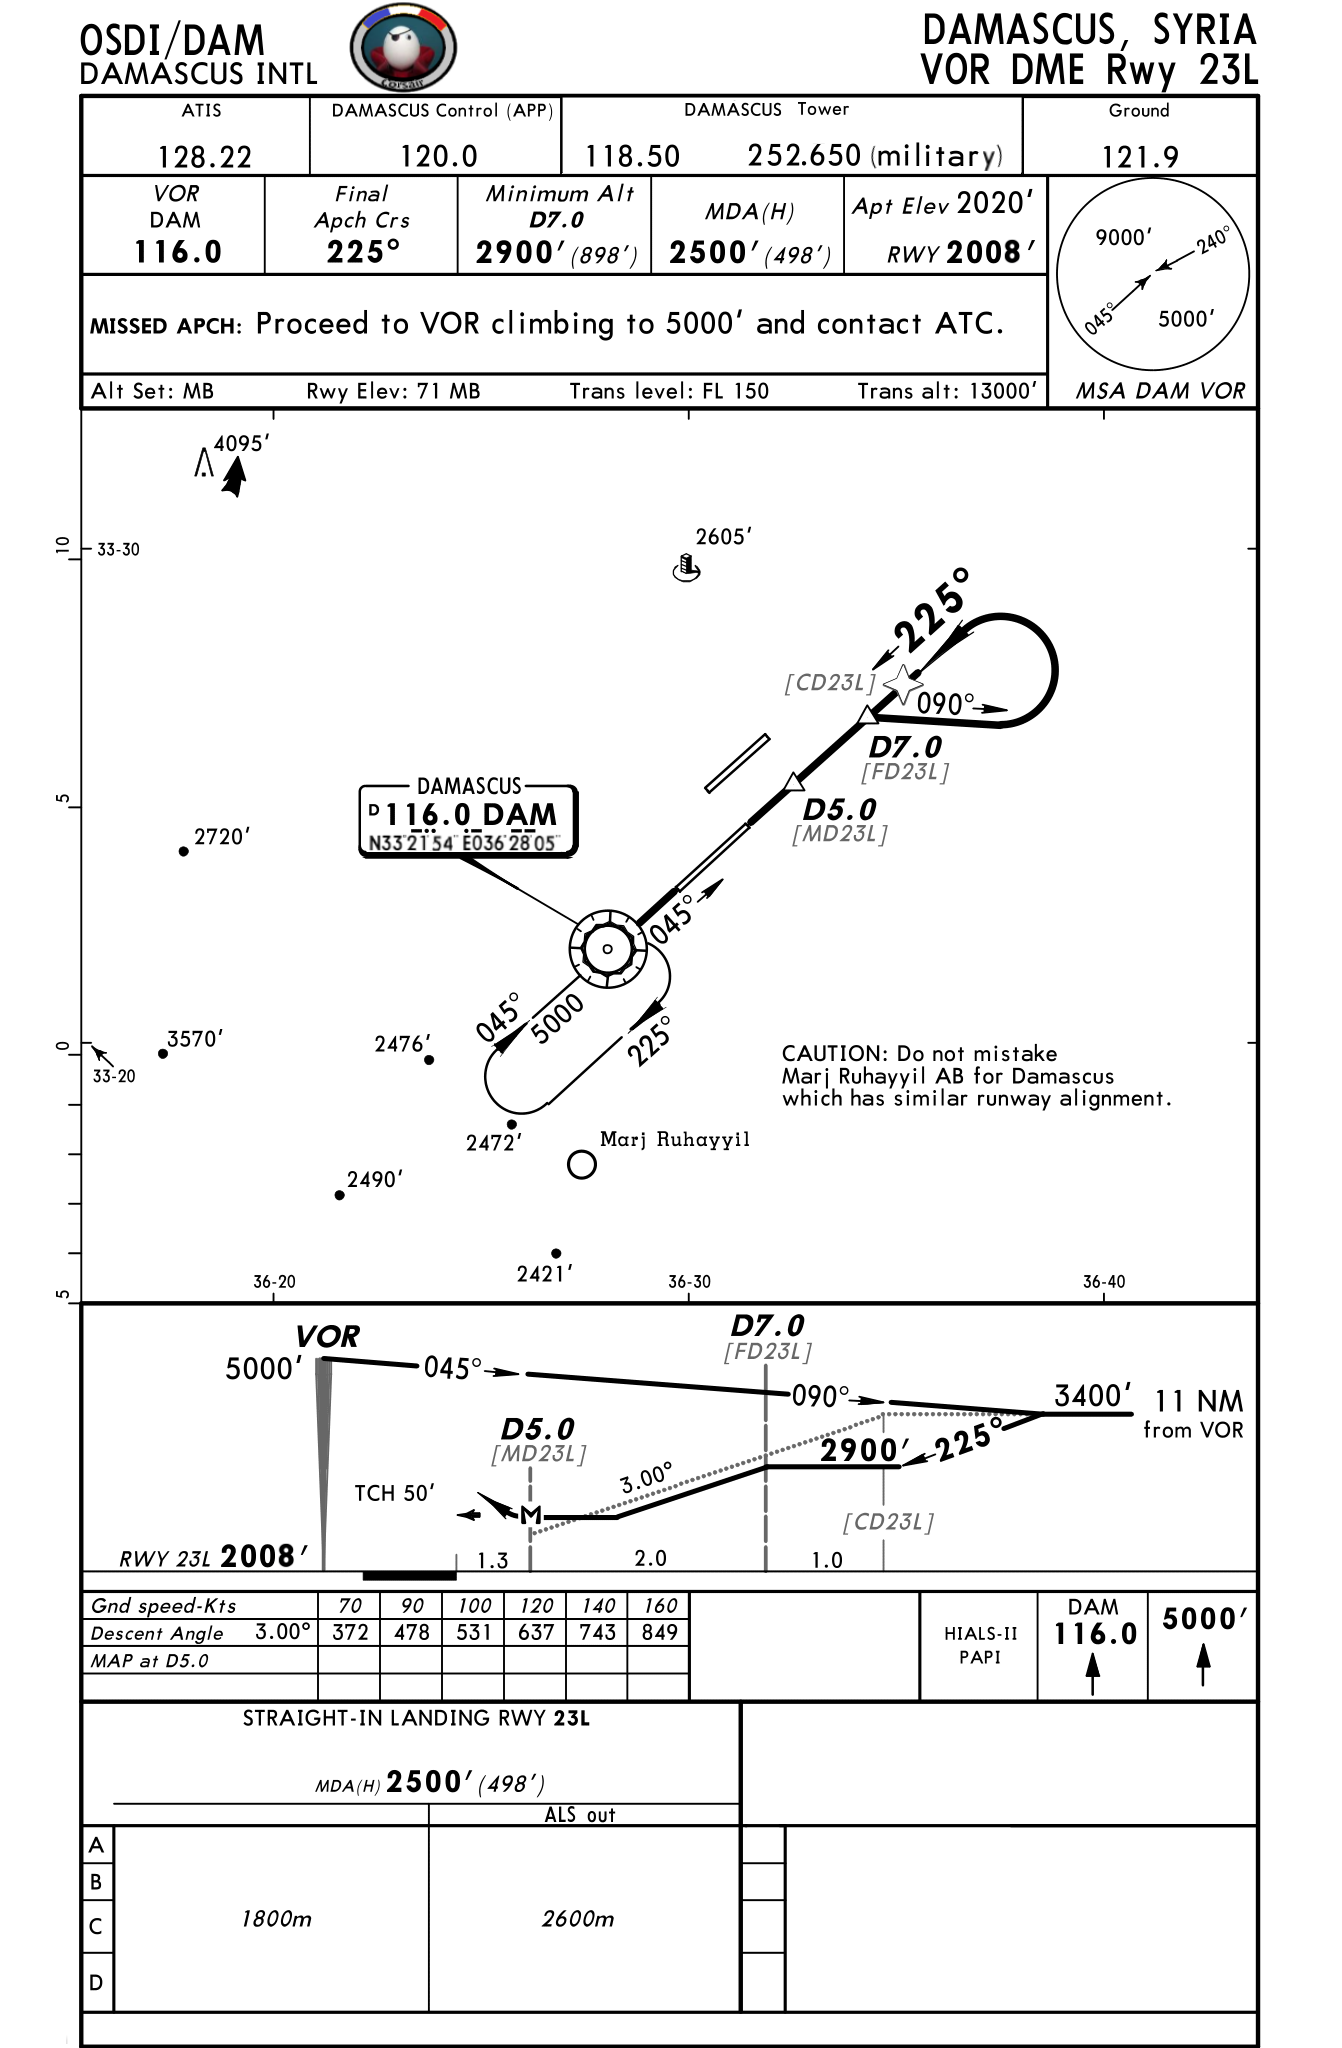 OSDI/DAM
DAMASCUS INTL
Corsair
DAMASCUS, SYRIA
VOR DME Rwy 23L
ATIS
128.22
DAMASCUS Control (APP)
120.0
DAMASCUS Tower
118.50 252.650 (military)
Ground
121.9
VOR
DAM
116.0
Final
Apch Crs
225°
Minimum Alt
D7.0
2900' (898')
MDA(H)
2500' (498')
Apt Elev 2020'
RWY 2008'
9000'
240°
045°
5000'
MSA DAM VOR
MISSED APCH: Proceed to VOR climbing to 5000' and contact ATC.
Alt Set: MB Rwy Elev: 71 MB Trans level: FL 150 Trans alt: 13000'
4095'
2605'
10
33-30
225°
[CD23L]
090°
D7.0
[FD23L]
D5.0
[MD23L]
5
DAMASCUS
D 116.0 DAM
N33°21'54" E036°28'05"
2720'
045°
045°
5000
225°
3570'
2476'
0
33-20
CAUTION: Do not mistake
Marj Ruhayyil AB for Damascus
which has similar runway alignment.
2472'
Marj Ruhayyil
2490'
2421'
5
36-20
36-30
36-40
VOR
5000'
045°
D7.0
[FD23L]
090°
3400'
11 NM
from VOR
D5.0
[MD23L]
2900'
225°
3.00°
TCH 50'
M
[CD23L]
RWY 23L 2008'
1.3
2.0
1.0
Gnd speed-Kts 70 90 100 120 140 160
Descent Angle 3.00° 372 478 531 637 743 849
MAP at D5.0
HIALS-II
PAPI
DAM
116.0
5000'
STRAIGHT-IN LANDING RWY 23L
MDA(H) 2500' (498')
ALS out
A
B
C
D
1800m
2600m